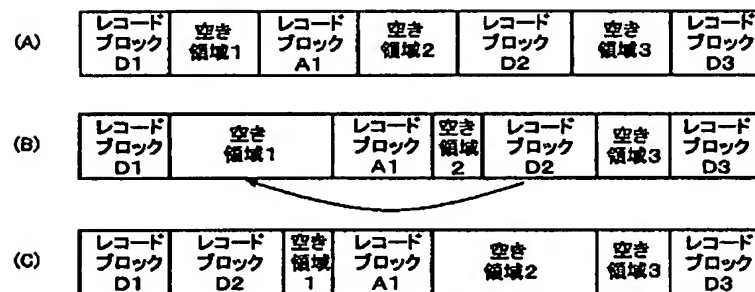 (A)
レコード
ブロック
D1
空き
領域1
レコード
ブロック
A1
空き
領域2
レコード
ブロック
D2
空き
領域3
レコード
ブロック
D3
(B)
レコード
ブロック
D1
空き
領域1
レコード
ブロック
A1
空き
領域
2
レコード
ブロック
D2
空き
領域3
レコード
ブロック
D3
(C)
レコード
ブロック
D1
レコード
ブロック
D2
空き
領域
1
レコード
ブロック
A1
空き
領域2
空き
領域3
レコード
ブロック
D3